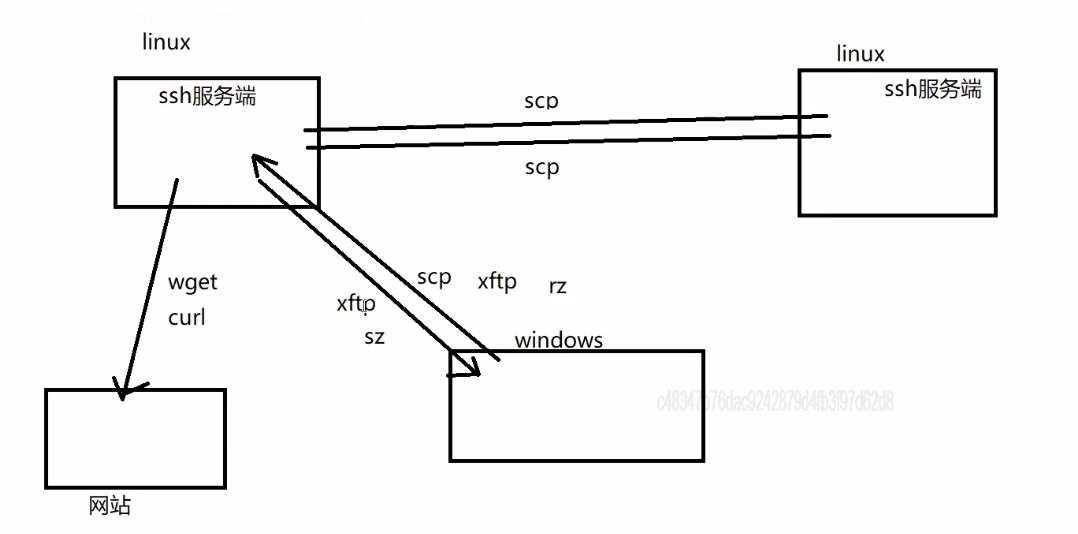 linux
linux
ssh服务端
ssh服务端
scp
scp
wget
curl
scp
xftp
rz
xftp
sz
windows
网站